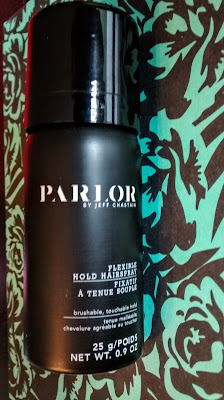 PARLOR
BY JEFF CHASTAIN
FLEXIBLE
HOLD HAIRSPRAY
FIXATIF
À TENUE SOUPLE
brushable, touchable hold
tenue malléable
chevelure agréable au toucher
25 g/POIDS
NET WT. 0.9 OZ